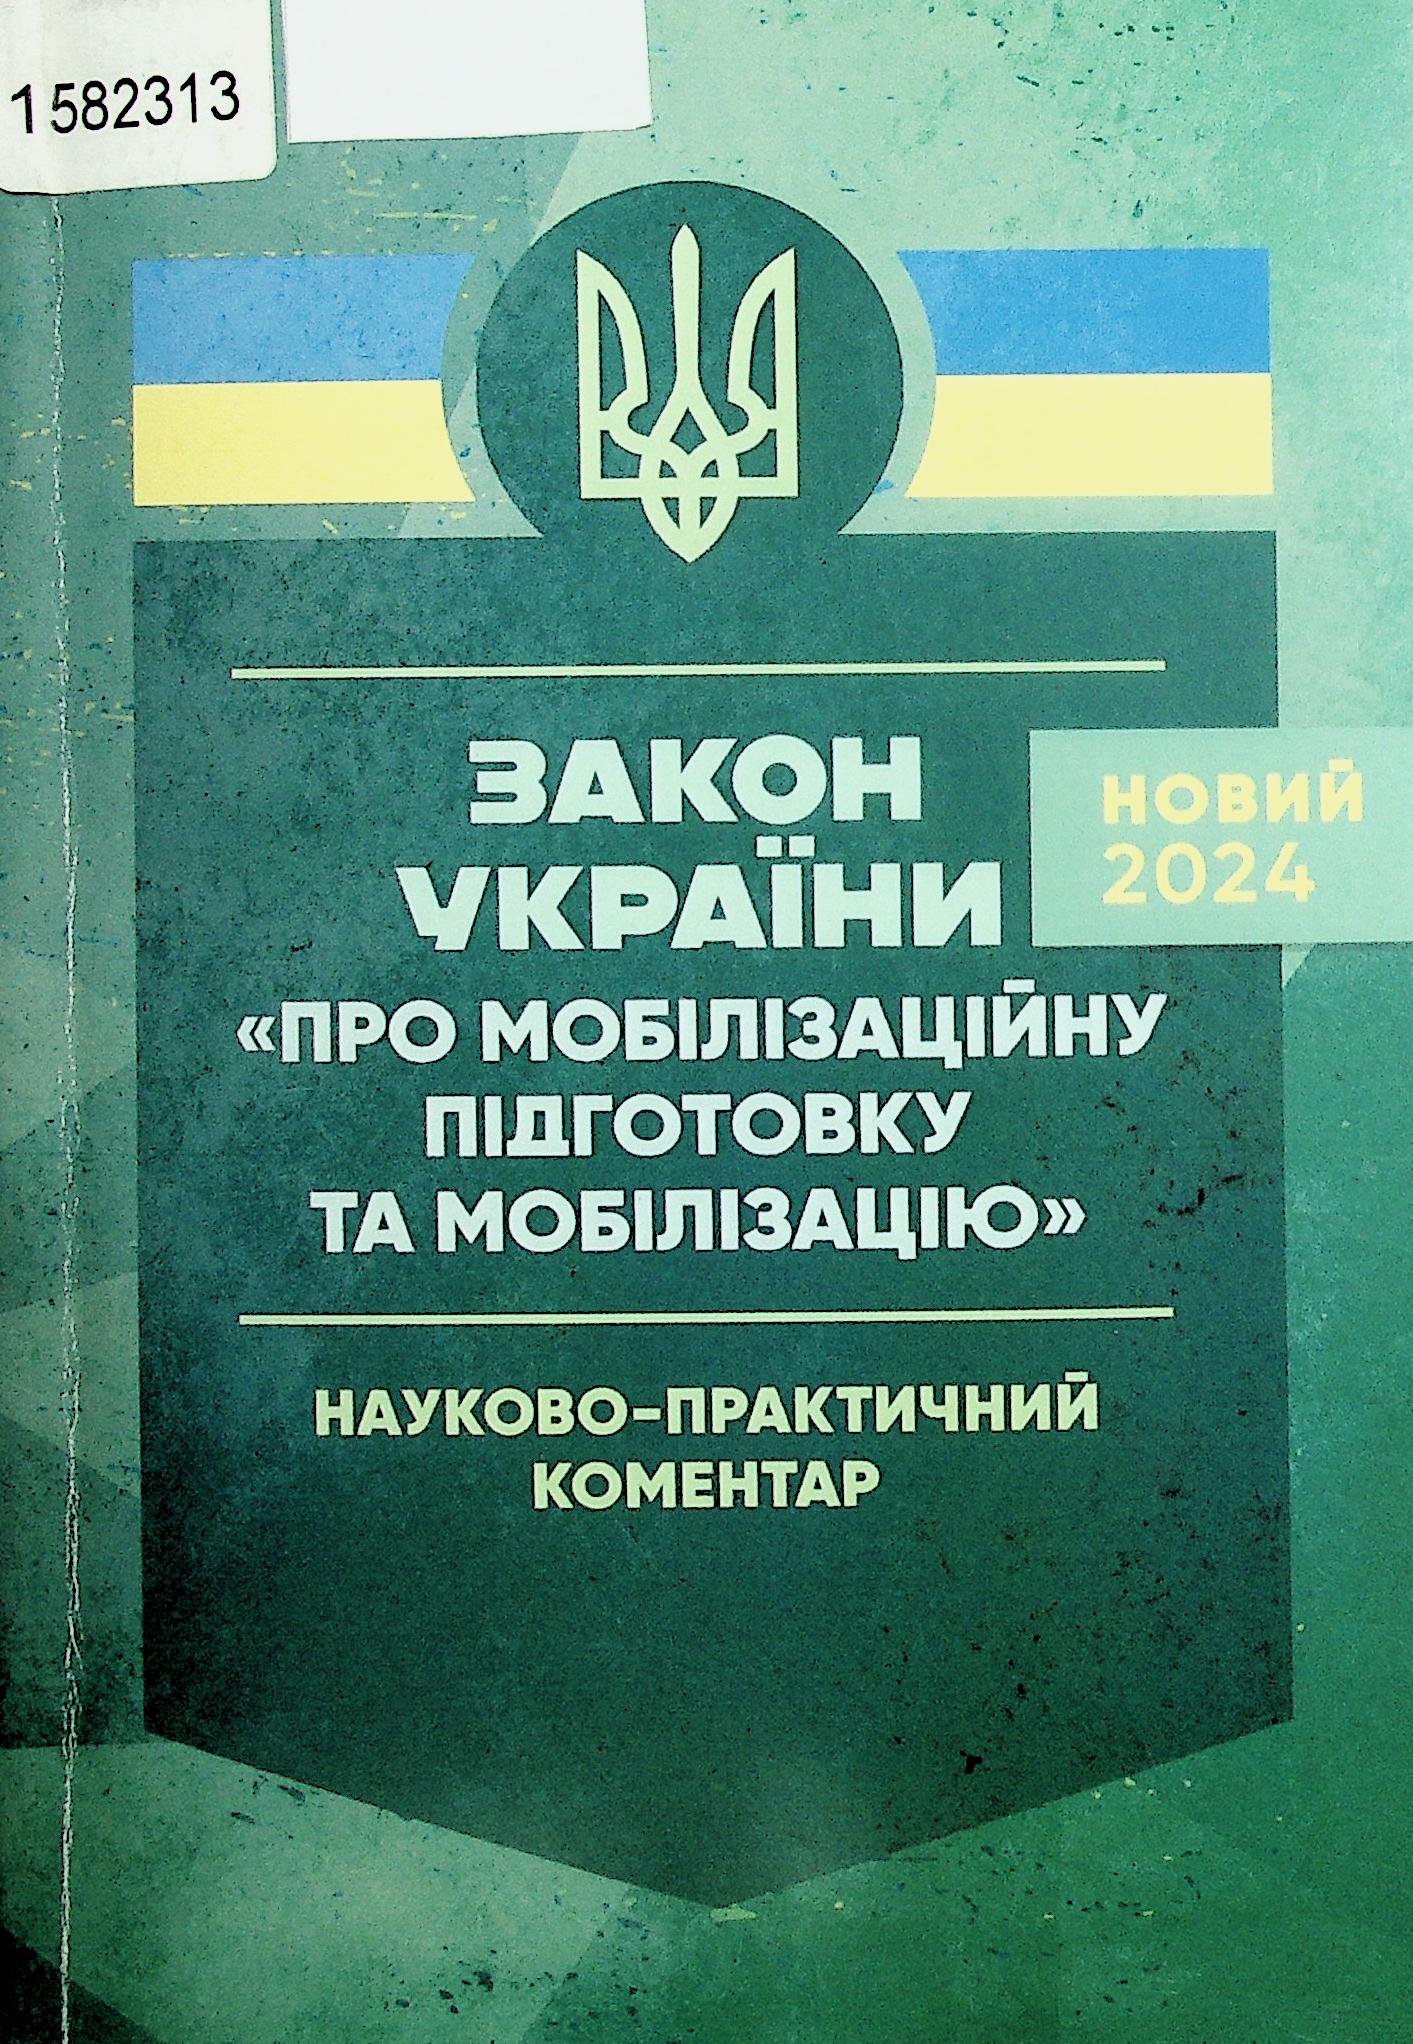 1582313
ЗАКОН
УКРАЇНИ
НОВИЙ
2024
«ПРО МОБІЛІЗАЦІЙНУ
ПІДГОТОВКУ
ТА МОБІЛІЗАЦІЮ»
НАУКОВО-ПРАКТИЧНИЙ
КОМЕНТАР